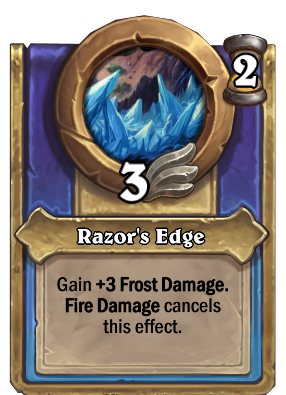 2
3
Razor's Edge
Gain +3 Frost Damage.
Fire Damage cancels
this effect.